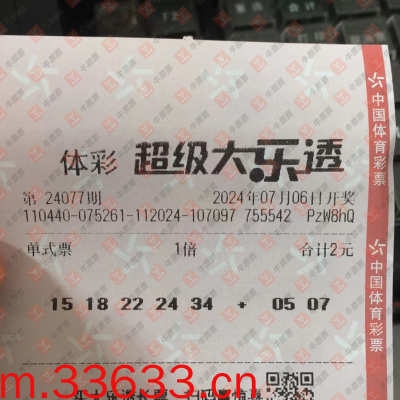 体彩 超级大乐透
第 24077期 2024年07月06日开奖
110440-075261-112024-107097 755542 PzW8hQ
单式票 1倍 合计2元
15 18 22 24 34 + 05 07
中国体育彩票
中国体育彩票
m.33633.com.cn